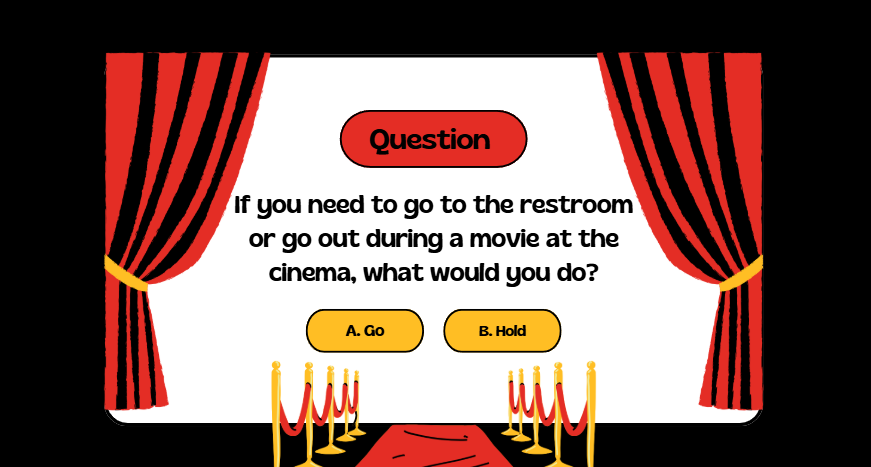 Question
If you need to go to the restroom
or go out during a movie at the
cinema, what would you do?
A. Go
B. Hold